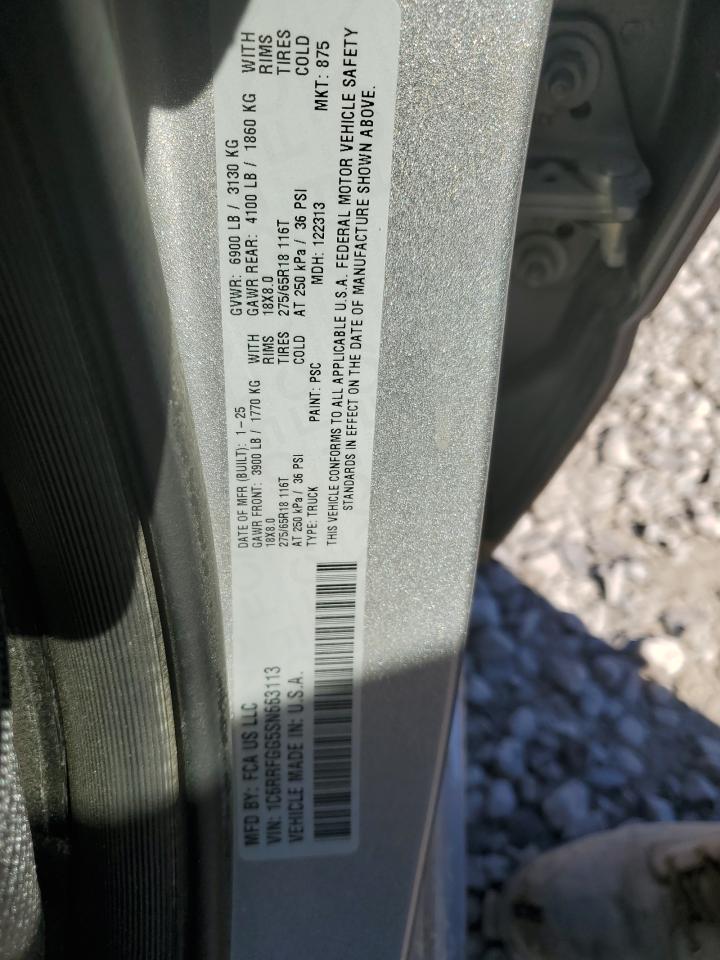 MFD BY: FCA US LLC
VIN: 1C6RRFGG5SN663113
VEHICLE MADE IN: U.S.A.
DATE OF MFR (BUILT): 1-25 GVWR: 6900 LB / 3130 KG
GAWR FRONT: 3900 LB / 1770 KG WITH GAWR REAR: 4100 LB / 1860 KG WITH
18X8.0 RIMS 18X8.0 RIMS
275/65R18 116T TIRES 275/65R18 116T TIRES
AT 250 kPa / 36 PSI COLD AT 250 kPa / 36 PSI COLD
TYPE: TRUCK PAINT: PSC MDH: 122313 MKT: 875
THIS VEHICLE CONFORMS TO ALL APPLICABLE U.S.A. FEDERAL MOTOR VEHICLE SAFETY
STANDARDS IN EFFECT ON THE DATE OF MANUFACTURE SHOWN ABOVE.